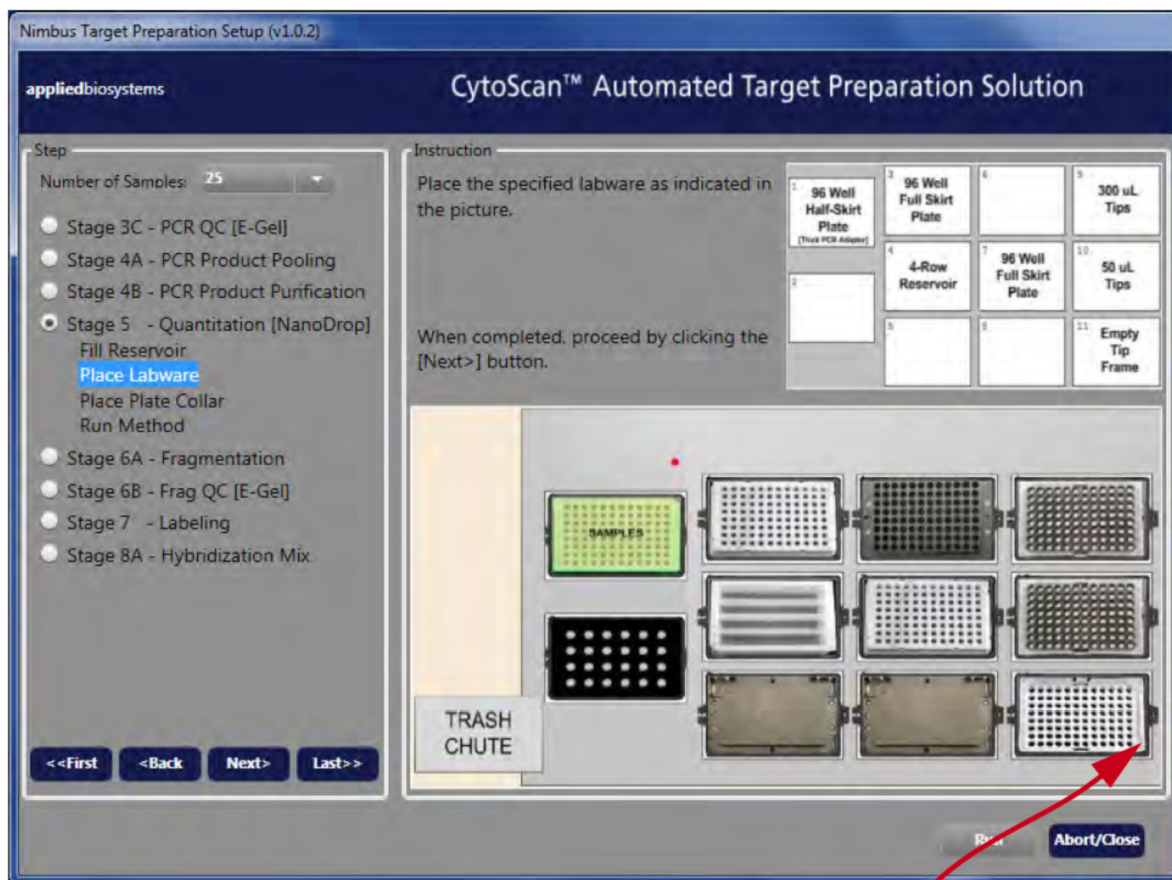 Nimbus Target Preparation Setup (v1.0.2)
appliedbiosystems
CytoScan™ Automated Target Preparation Solution
Step
Number of Samples: 25
Stage 3C - PCR QC [E-Gel]
Stage 4A - PCR Product Pooling
Stage 4B - PCR Product Purification
Stage 5 - Quantitation [NanoDrop]
Fill Reservoir
Place Labware
Place Plate Collar
Run Method
Stage 6A - Fragmentation
Stage 6B - Frag QC [E-Gel]
Stage 7 - Labeling
Stage 8A - Hybridization Mix
<<First
<Back
Next>
Last>>
Instruction
Place the specified labware as indicated in
the picture.
When completed, proceed by clicking the
[Next>] button.
1
96 Well
Half-Skirt
Plate
[Thick PCR Adapter]
2
3
96 Well
Full Skirt
Plate
4
4-Row
Reservoir
5
6
7
96 Well
Full Skirt
Plate
8
9
300 uL
Tips
10
50 uL
Tips
11
Empty
Tip
Frame
SAMPLES
TRASH
CHUTE
Run
Abort/Close